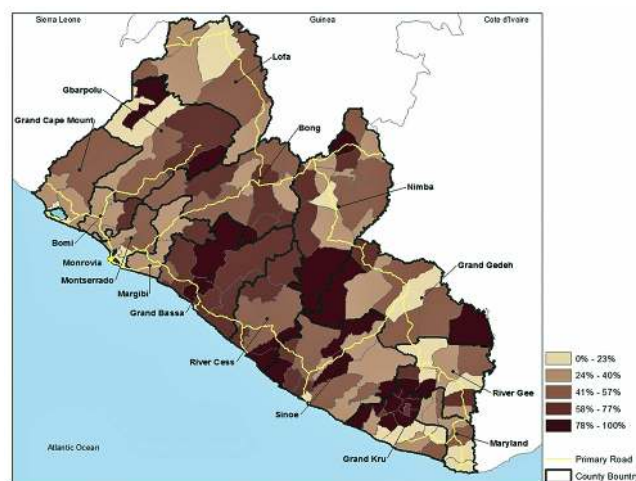 Sierra Leone
Guinea
Cote d'Ivoire
Lofa
Gbarpolu
Grand Cape Mount
Bong
Nimba
Bomi
Monrovia
Montserrado
Margibi
Grand Bassa
Grand Gedeh
River Cess
River Gee
Sinoe
Maryland
Grand Kru
Atlantic Ocean
0% - 23%
24% - 40%
41% - 57%
58% - 77%
78% - 100%
Primary Road
County Bountry